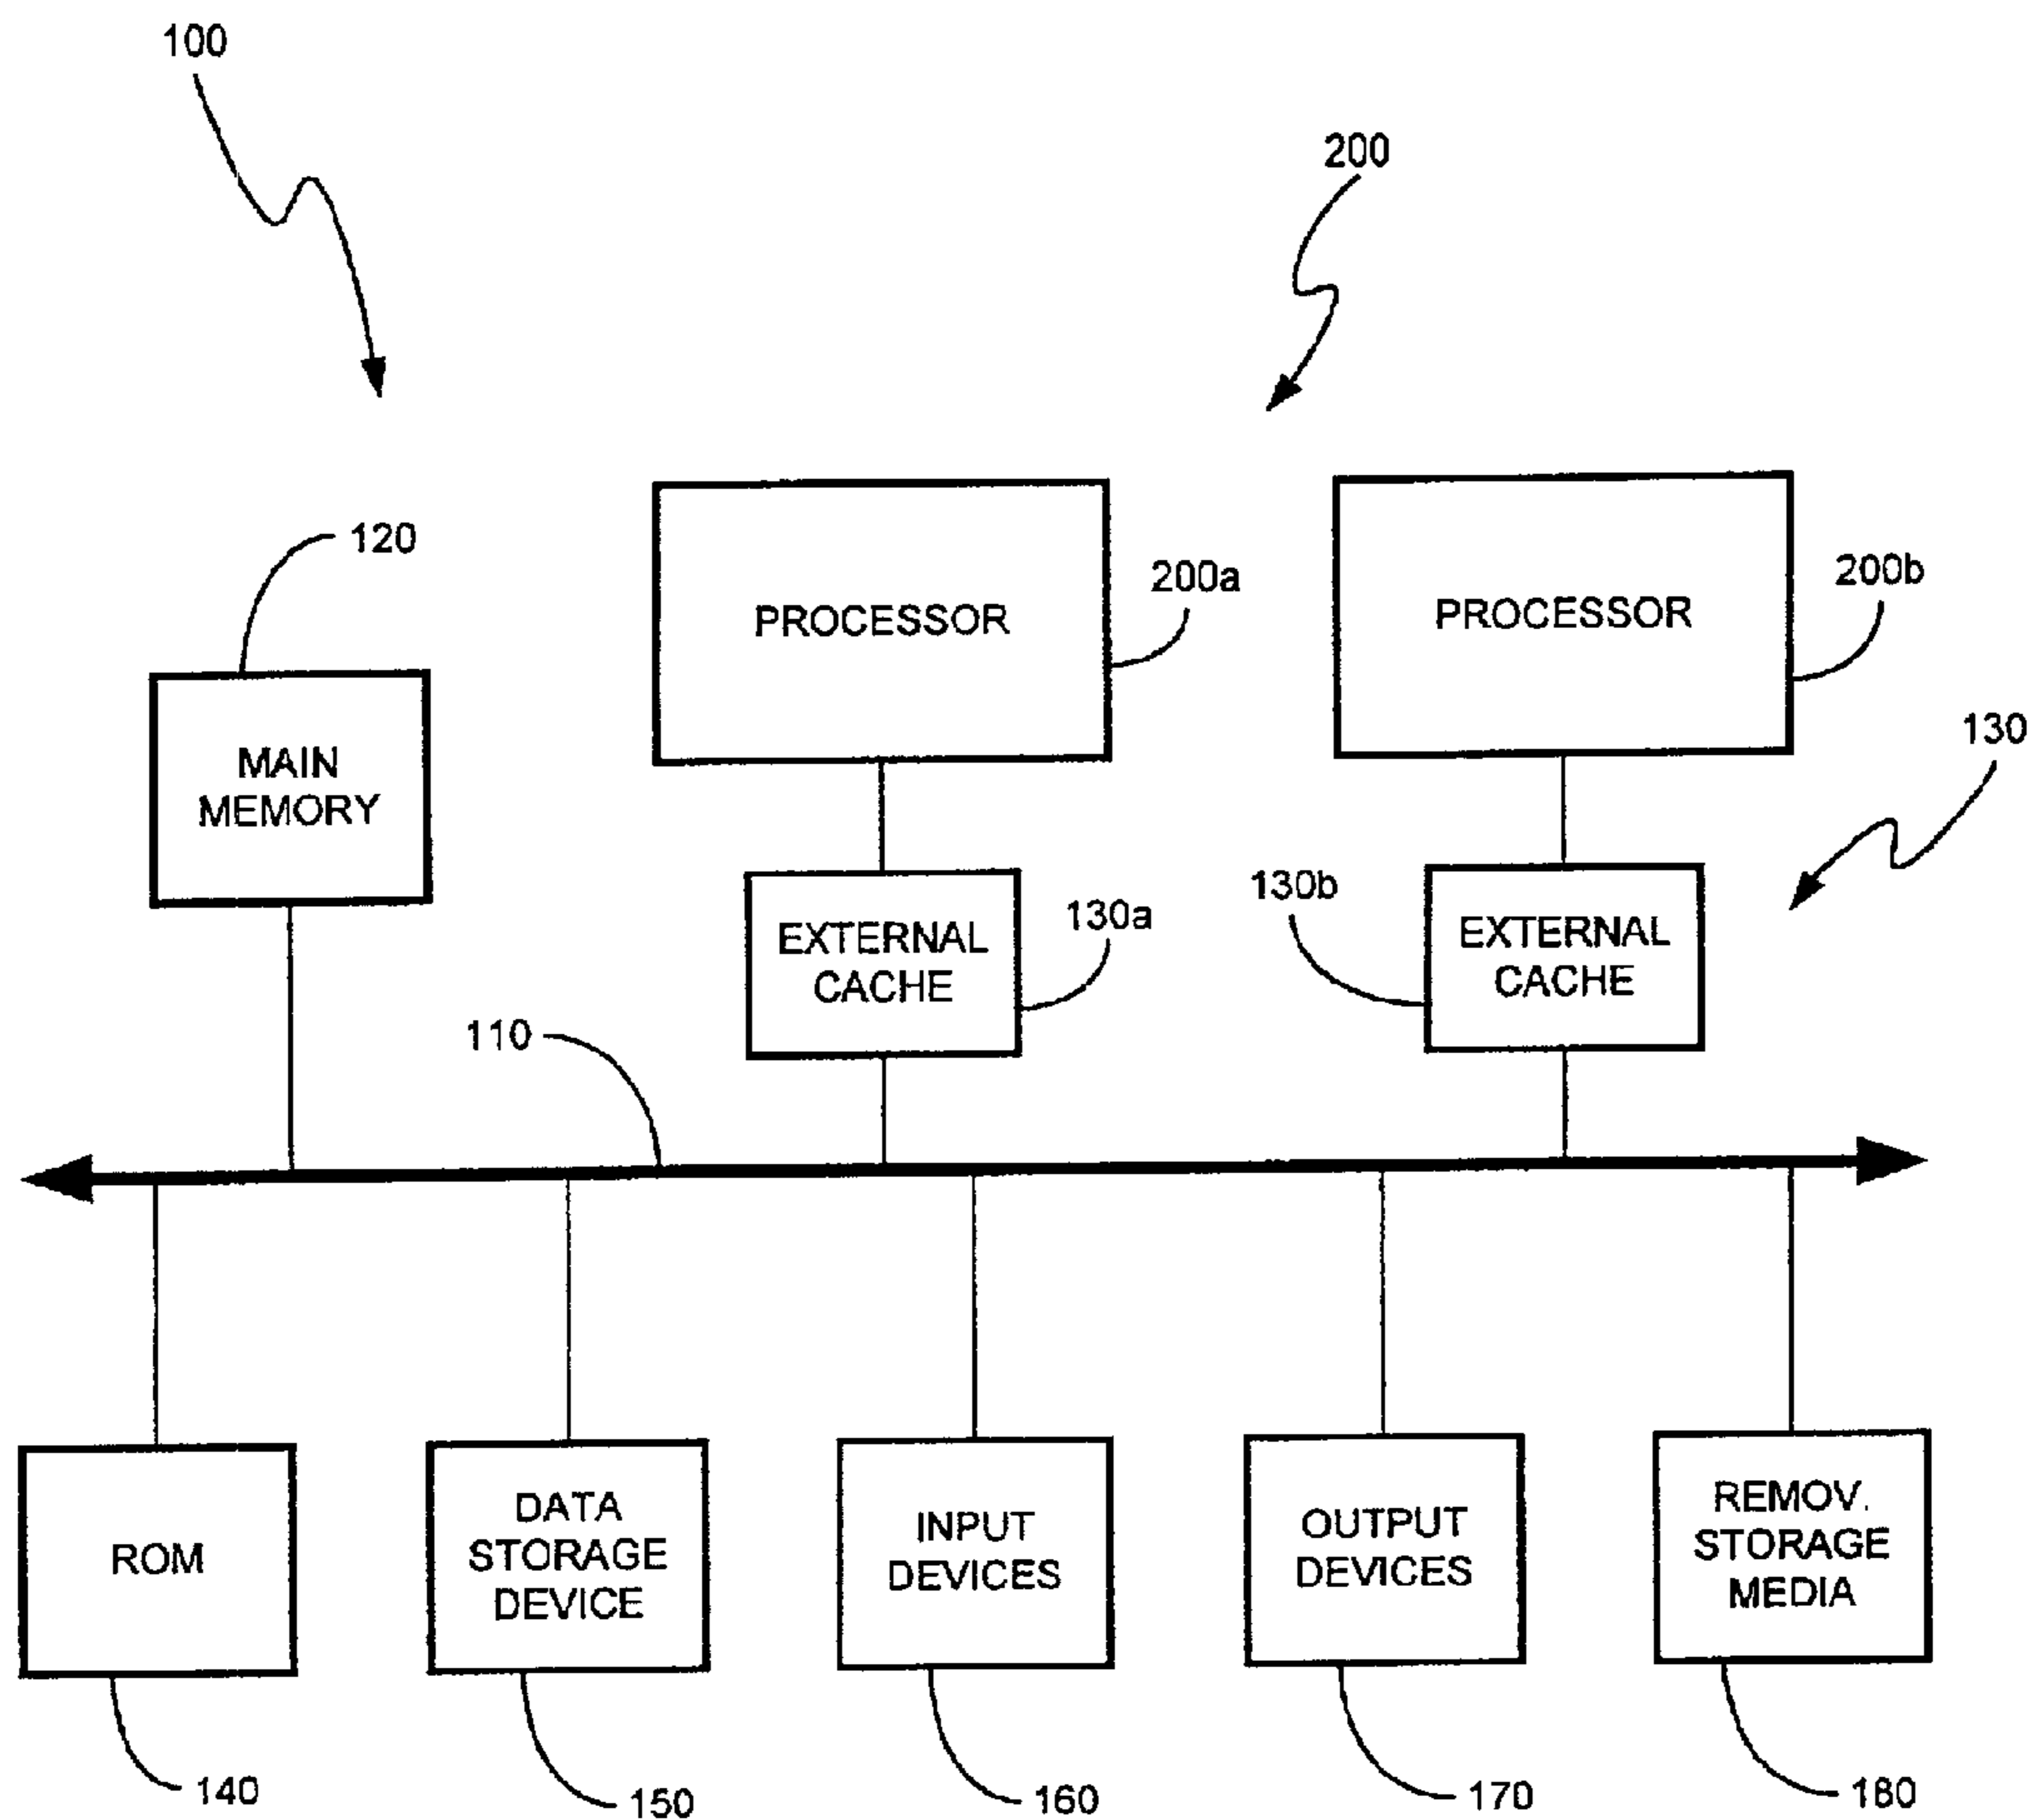 100
200
120
200a
200b
PROCESSOR
PROCESSOR
130
MAIN
MEMORY
130a
130b
EXTERNAL
CACHE
EXTERNAL
CACHE
110
ROM
DATA
STORAGE
DEVICE
INPUT
DEVICES
OUTPUT
DEVICES
REMOV.
STORAGE
MEDIA
140
150
160
170
180